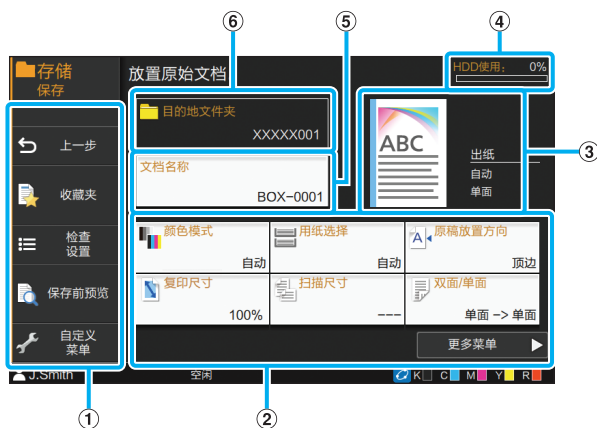 ⑥
⑤
④
存储
保存
放置原始文档
HDD使用： 0%
目的地文件夹
XXXXX001
文档名称
BOX-0001
ABC
出纸
自动
单面
③
上一步
收藏夹
检查
设置
保存前预览
自定义
菜单
颜色模式
自动
用纸选择
自动
原稿放置方向
A
顶边
复印尺寸
100%
扫描尺寸
---
双面/单面
单面 -> 单面
更多菜单
J.Smith
空闲
K C M Y R
①
②